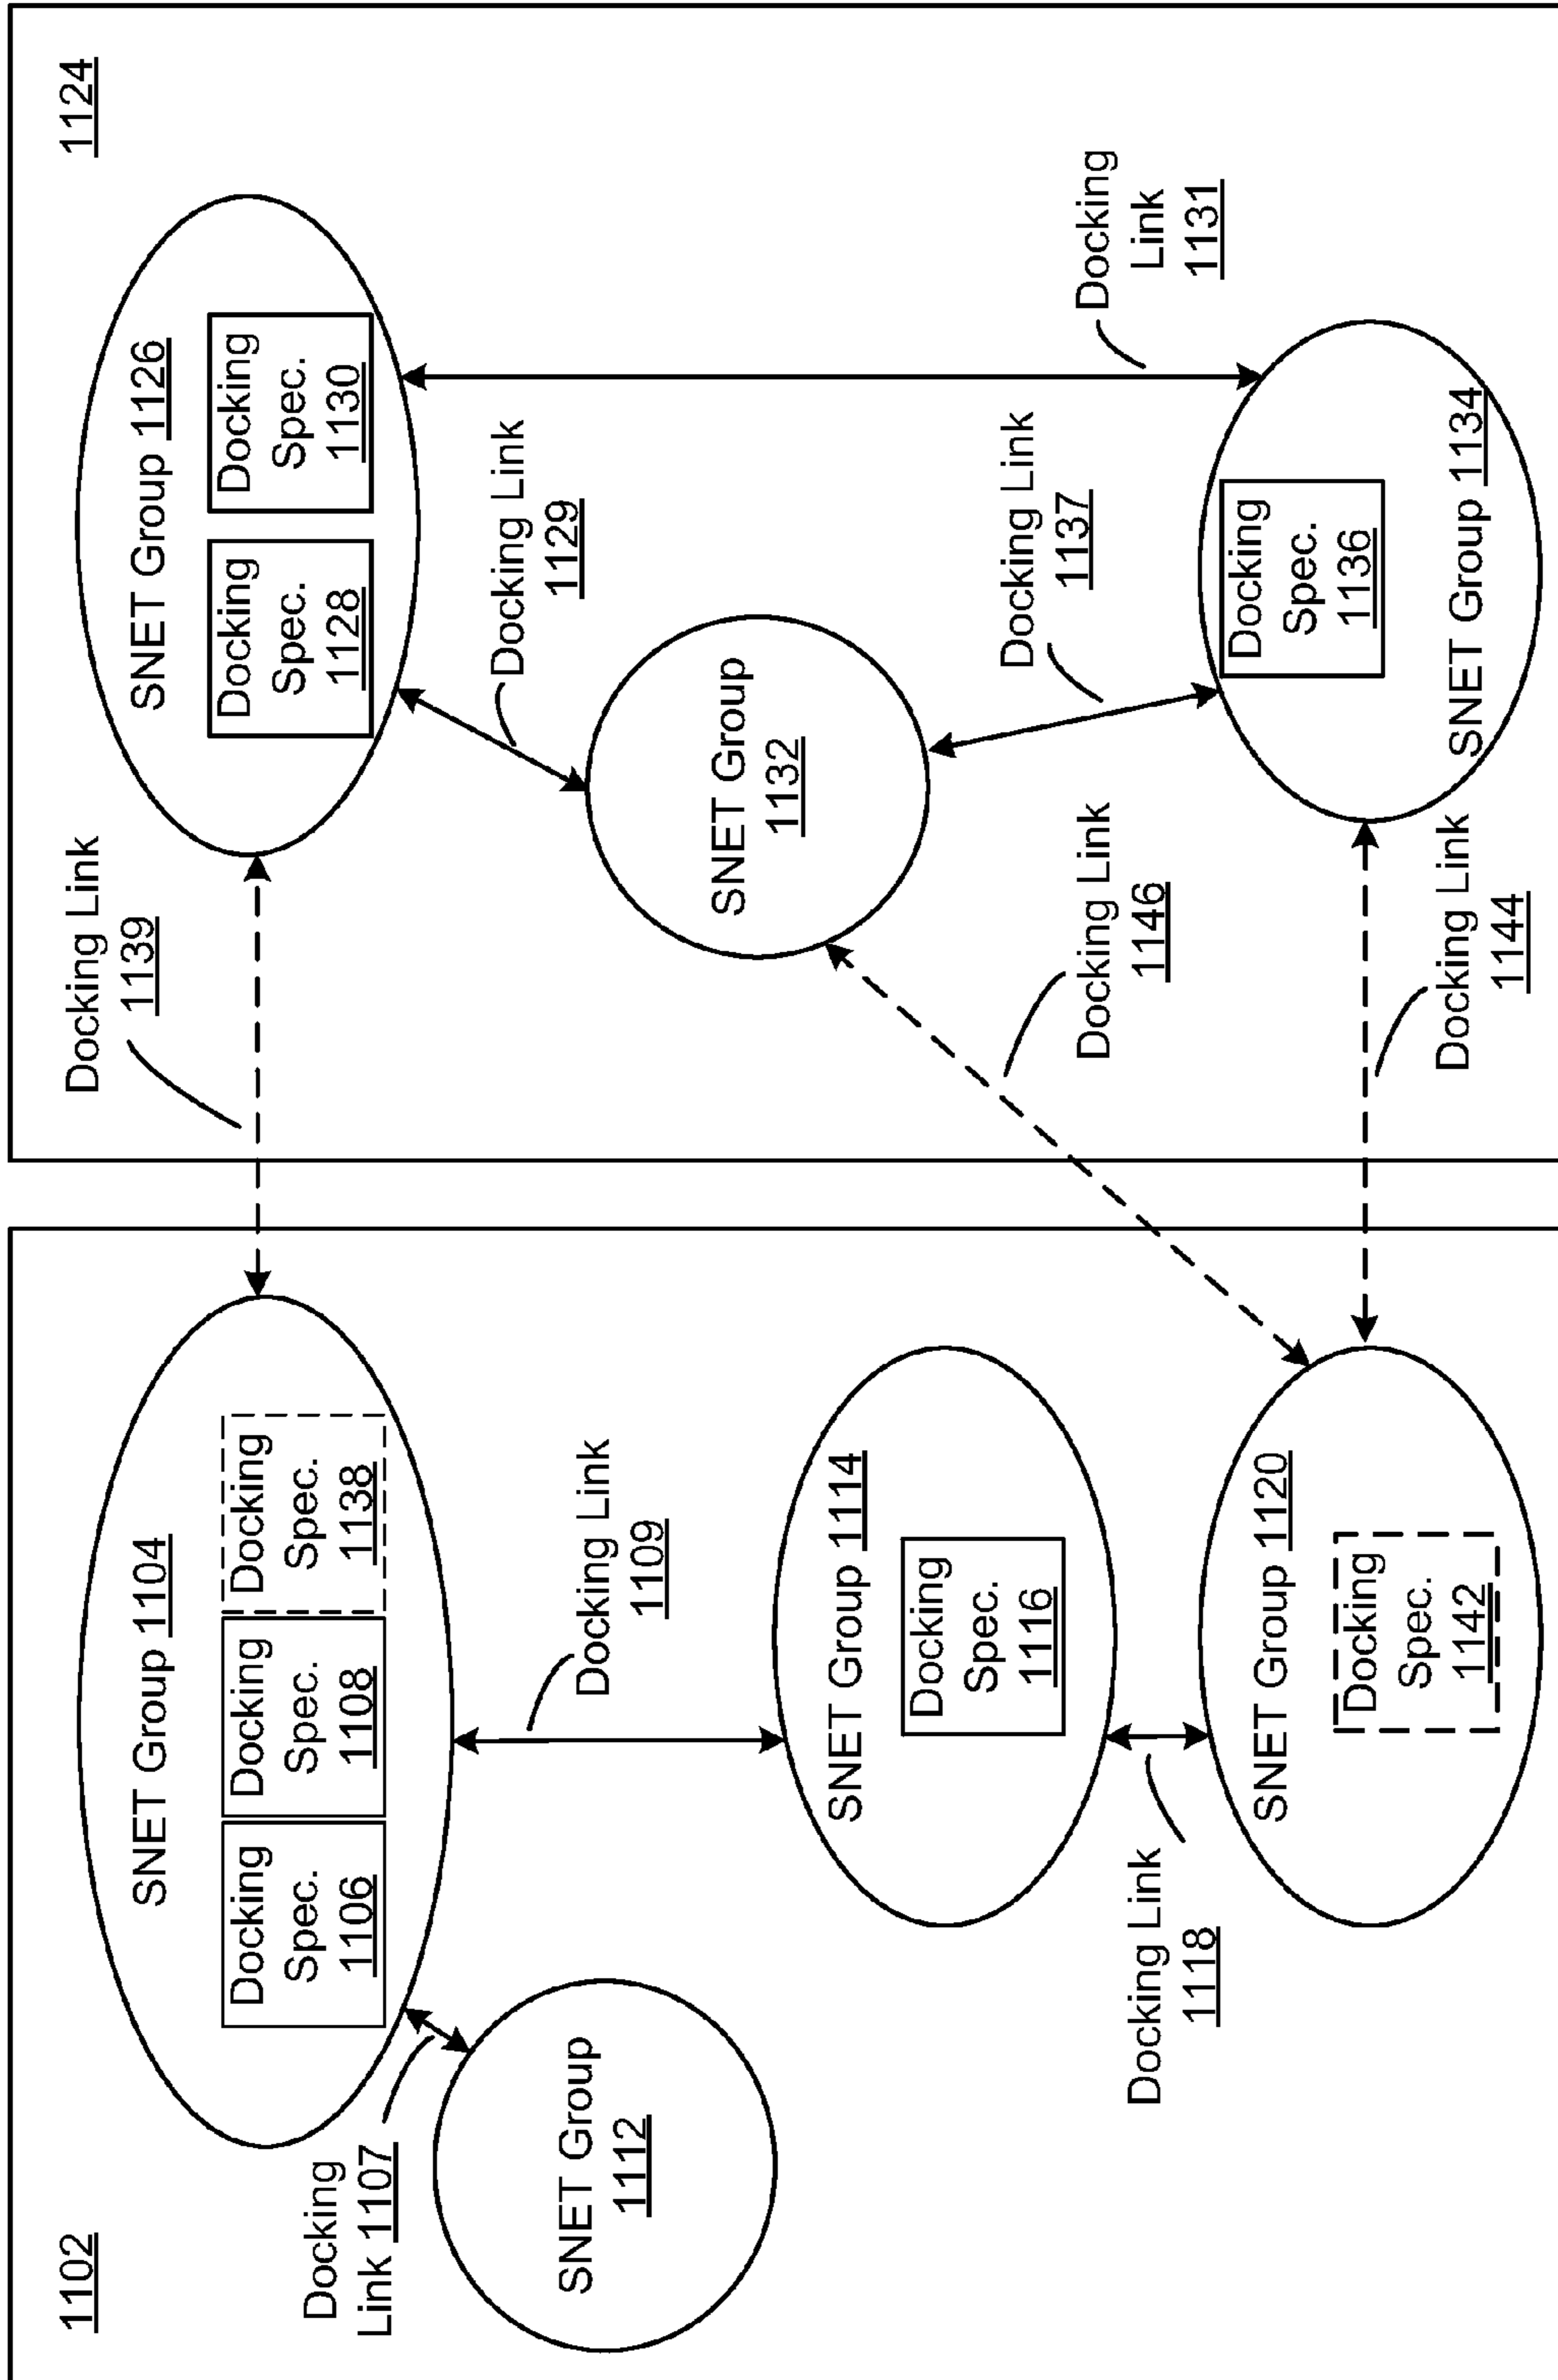 1102
SNET Group 1104
Docking
Spec.
1106
Docking
Spec.
1108
Docking
Spec.
1138
Docking
Link 1107
SNET Group
1112
Docking Link
1109
SNET Group 1114
Docking
Spec.
1116
Docking Link
1118
SNET Group 1120
Docking
Spec.
1142
1124
Docking Link
1139
SNET Group 1126
Docking
Spec.
1128
Docking
Spec.
1130
Docking Link
1129
SNET Group
1132
Docking Link
1137
Docking
Link
1131
Docking Link
1146
Docking
Spec.
1136
SNET Group 1134
Docking Link
1144